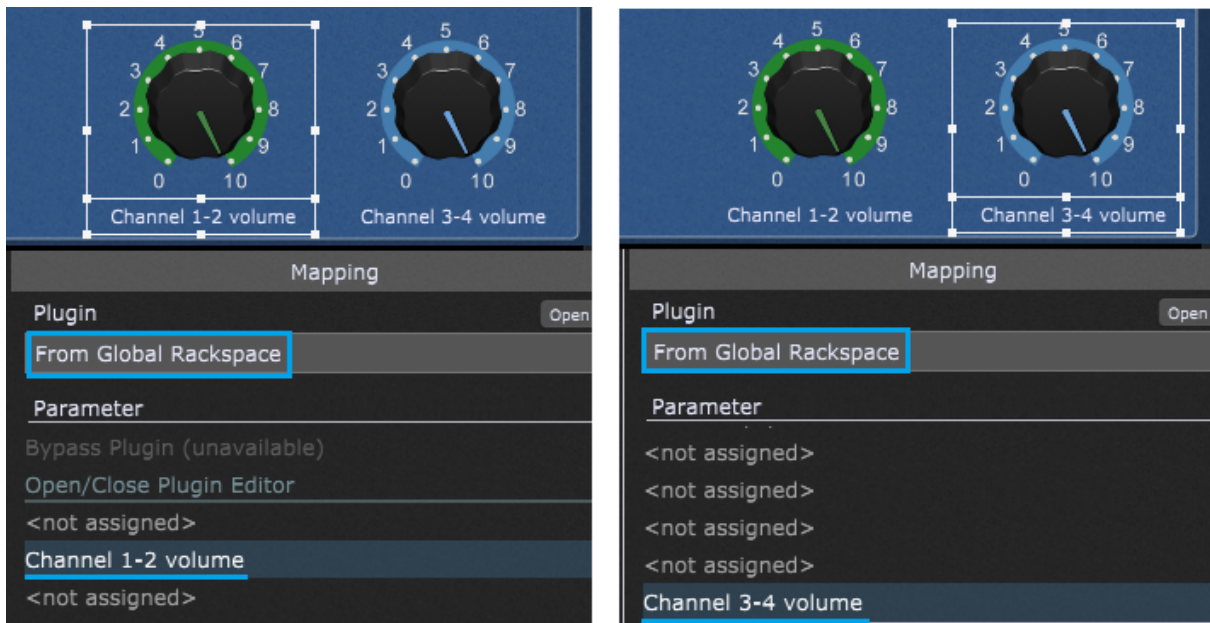 4 5 6
3 7
2 8
1 9
0 10
Channel 1-2 volume
4 5 6
3 7
2 8
1 9
0 10
Channel 3-4 volume
Mapping
Plugin
Open
From Global Rackspace
Parameter
Bypass Plugin (unavailable)
Open/Close Plugin Editor
<not assigned>
Channel 1-2 volume
<not assigned>
4 5 6
3 7
2 8
1 9
0 10
Channel 1-2 volume
4 5 6
3 7
2 8
1 9
0 10
Channel 3-4 volume
Mapping
Plugin
Open
From Global Rackspace
Parameter
<not assigned>
<not assigned>
<not assigned>
<not assigned>
Channel 3-4 volume